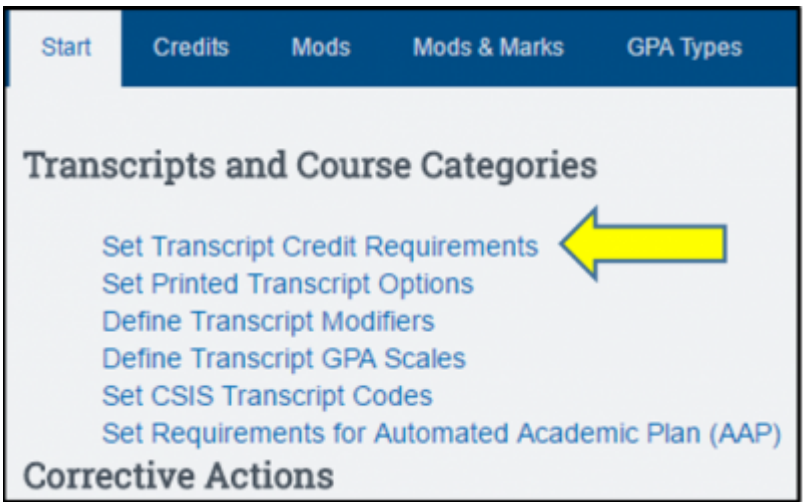 Start Credits Mods Mods & Marks GPA Types
Transcripts and Course Categories
Set Transcript Credit Requirements
Set Printed Transcript Options
Define Transcript Modifiers
Define Transcript GPA Scales
Set CSIS Transcript Codes
Set Requirements for Automated Academic Plan (AAP)
Corrective Actions